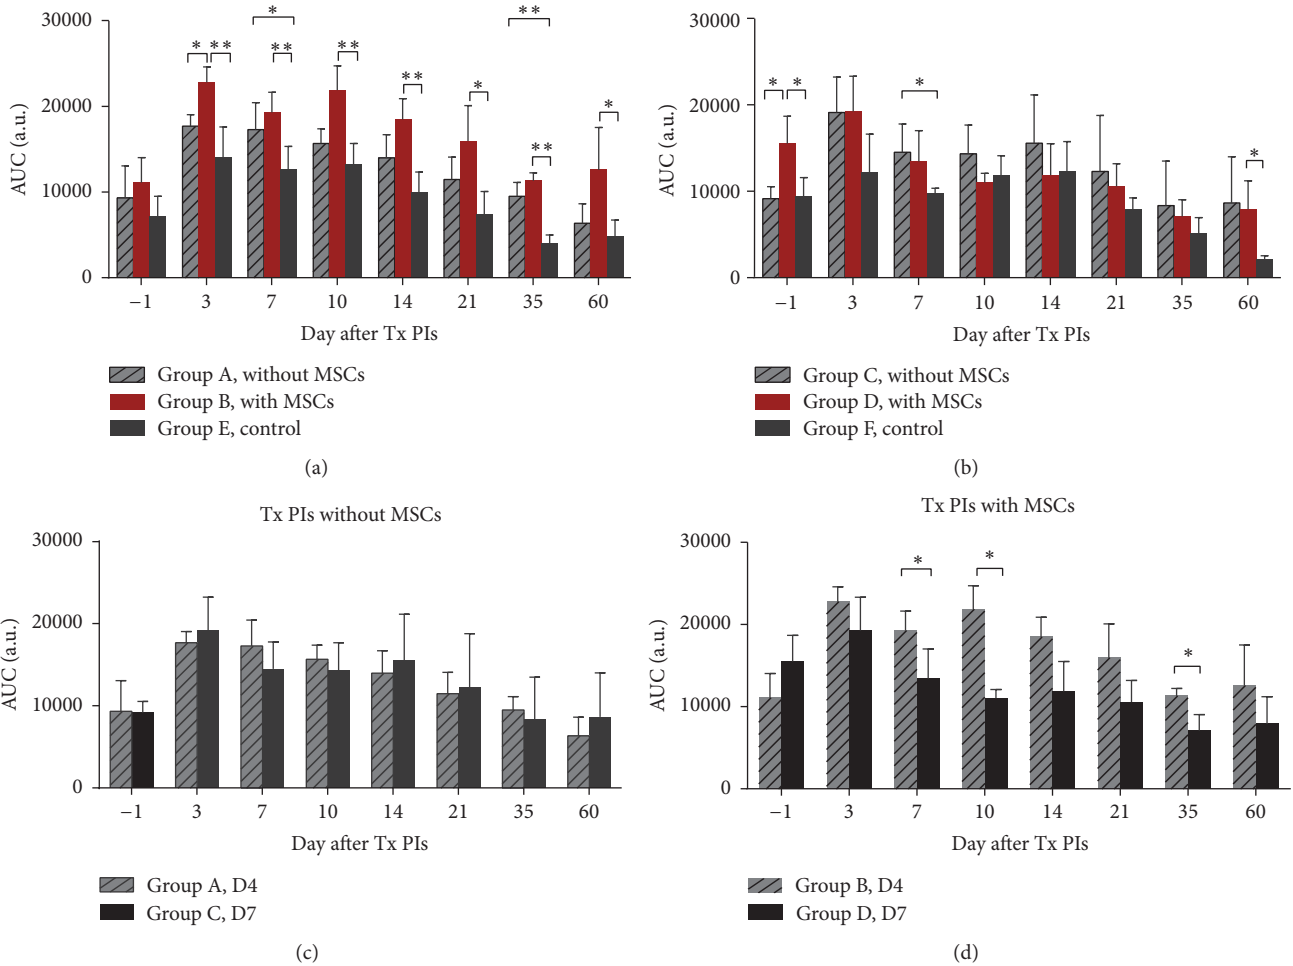 30000
20000
10000
0
AUC (a.u.)
* **
*
**
**
**
*
**
**
*
−1 3 7 10 14 21 35 60
Day after Tx PIs
Group A, without MSCs
Group B, with MSCs
Group E, control
(a)
30000
20000
10000
0
AUC (a.u.)
* *
*
*
−1 3 7 10 14 21 35 60
Day after Tx PIs
Group C, without MSCs
Group D, with MSCs
Group F, control
(b)
Tx PIs without MSCs
30000
20000
10000
0
AUC (a.u.)
−1 3 7 10 14 21 35 60
Day after Tx PIs
Group A, D4
Group C, D7
(c)
Tx PIs with MSCs
30000
20000
10000
0
AUC (a.u.)
*
*
*
−1 3 7 10 14 21 35 60
Day after Tx PIs
Group B, D4
Group D, D7
(d)